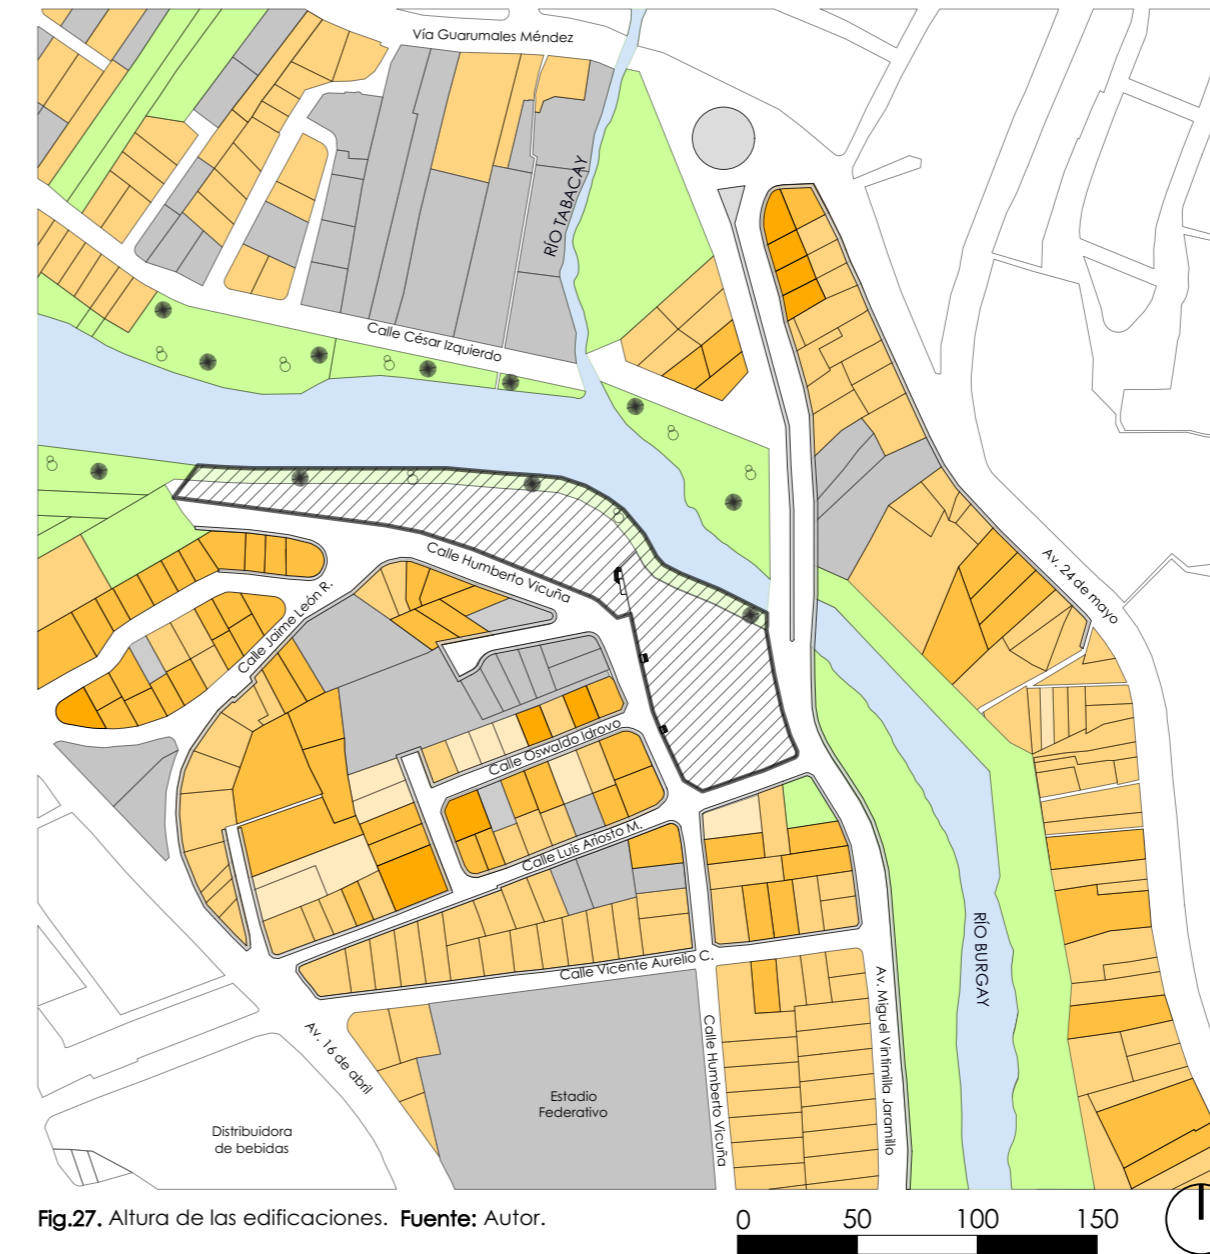 Vía Guarumales Méndez
RÍO TABACAY
Calle César Izquierdo
Av. 24 de mayo
Calle Humberto Vicuña
Calle Jaime León R.
Calle Oswaldo Idrovo
Calle Luis Ariosto M.
Calle Vicente Aurelio C.
RÍO BURGAY
Av. Miguel Vintimilla Jaramillo
Calle Humberto Vicuña
Av. 16 de abril
Estadio
Federativo
Distribuidora
de bebidas
Fig.27. Altura de las edificaciones. Fuente: Autor.
0 50 100 150